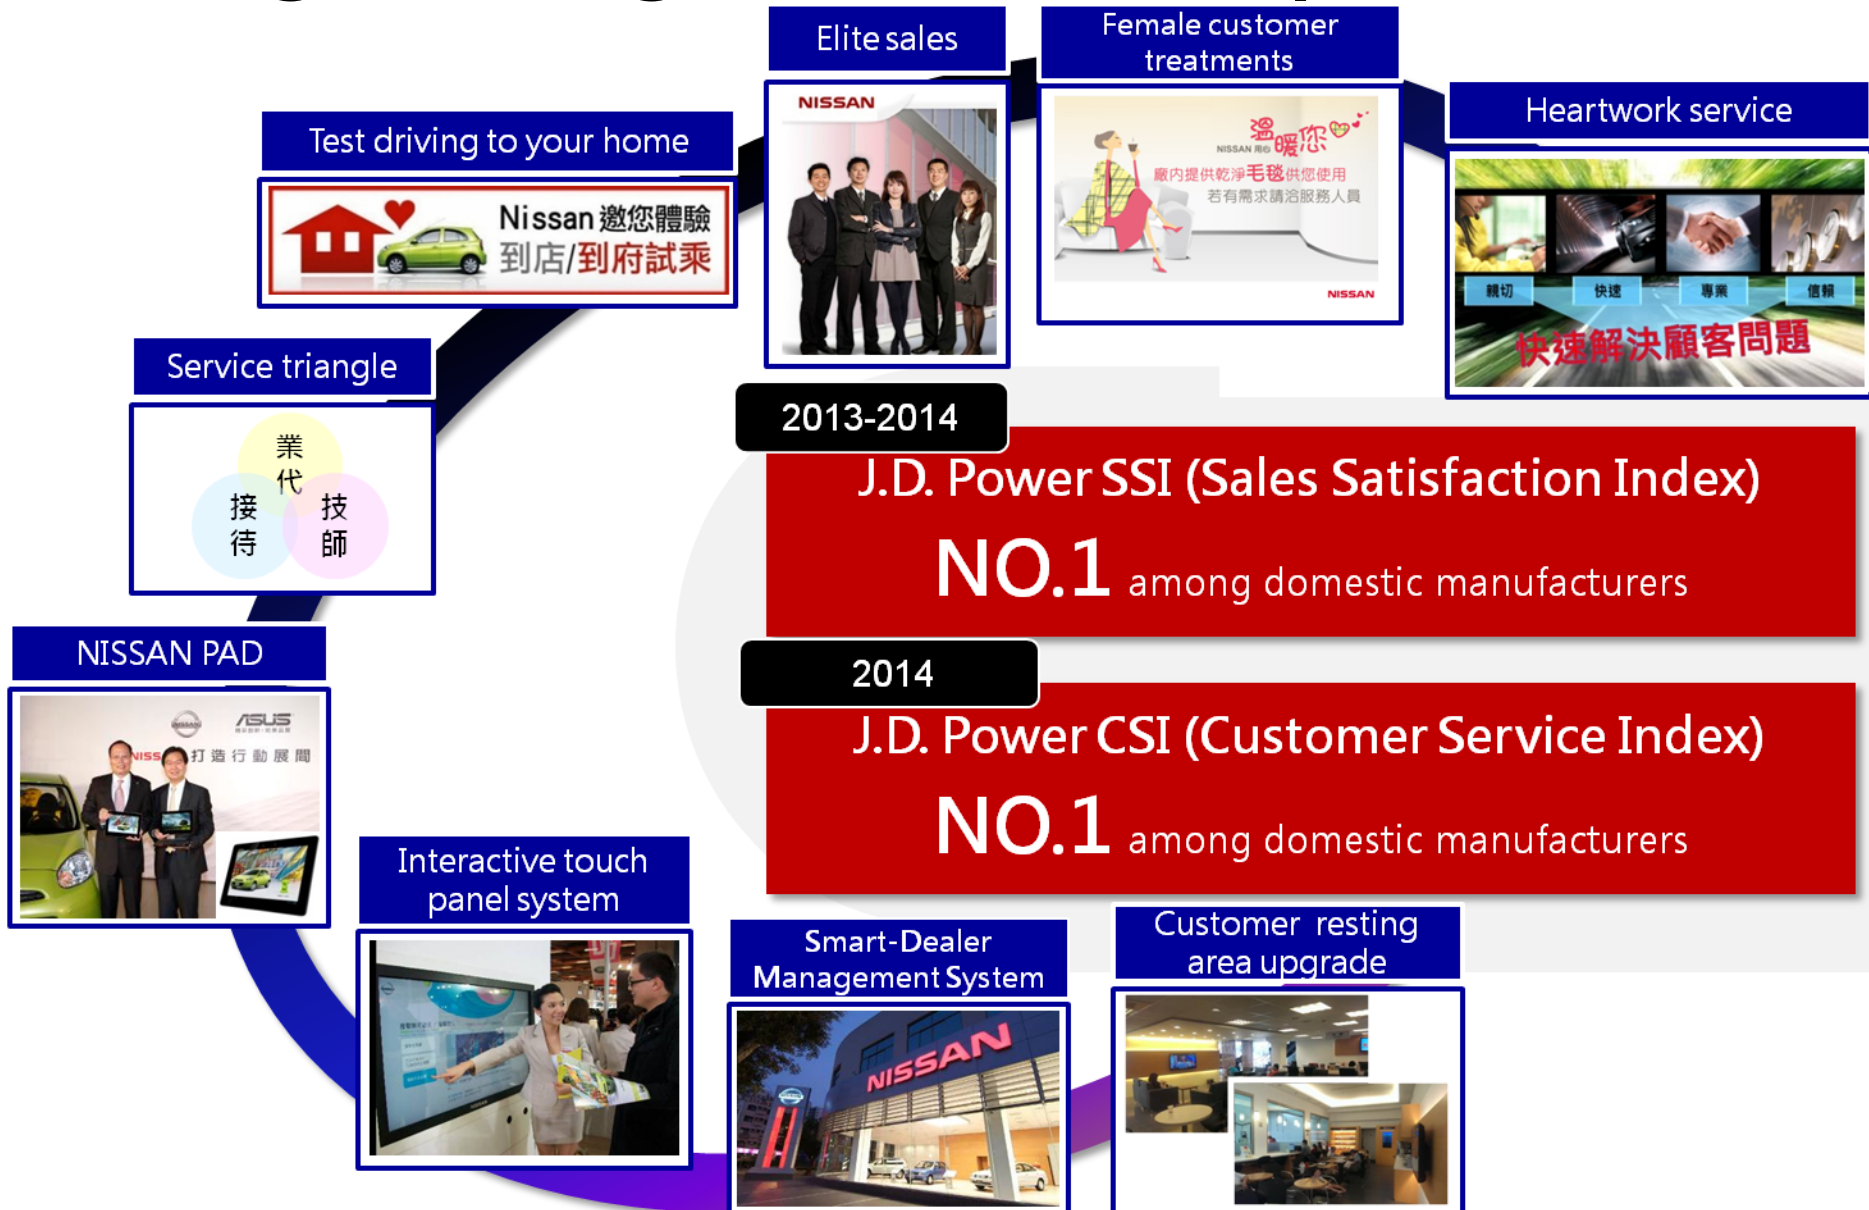 Elite sales
Female customer
treatments
Heartwork service
Test driving to your home
NISSAN
NISSAN 用心 溫暖您
廠內提供乾淨毛毯供您使用
若有需求請洽服務人員
NISSAN
親切
快速
專業
信賴
快速解決顧客問題
Nissan 邀您體驗
到店/到府試乘
Service triangle
業代
接待
技師
2013-2014
J.D. Power SSI (Sales Satisfaction Index)
NO.1 among domestic manufacturers
2014
J.D. Power CSI (Customer Service Index)
NO.1 among domestic manufacturers
NISSAN PAD
NISSAN
ASUS
NISS 打造行動展間
Interactive touch
panel system
Smart-Dealer
Management System
NISSAN
Customer resting
area upgrade